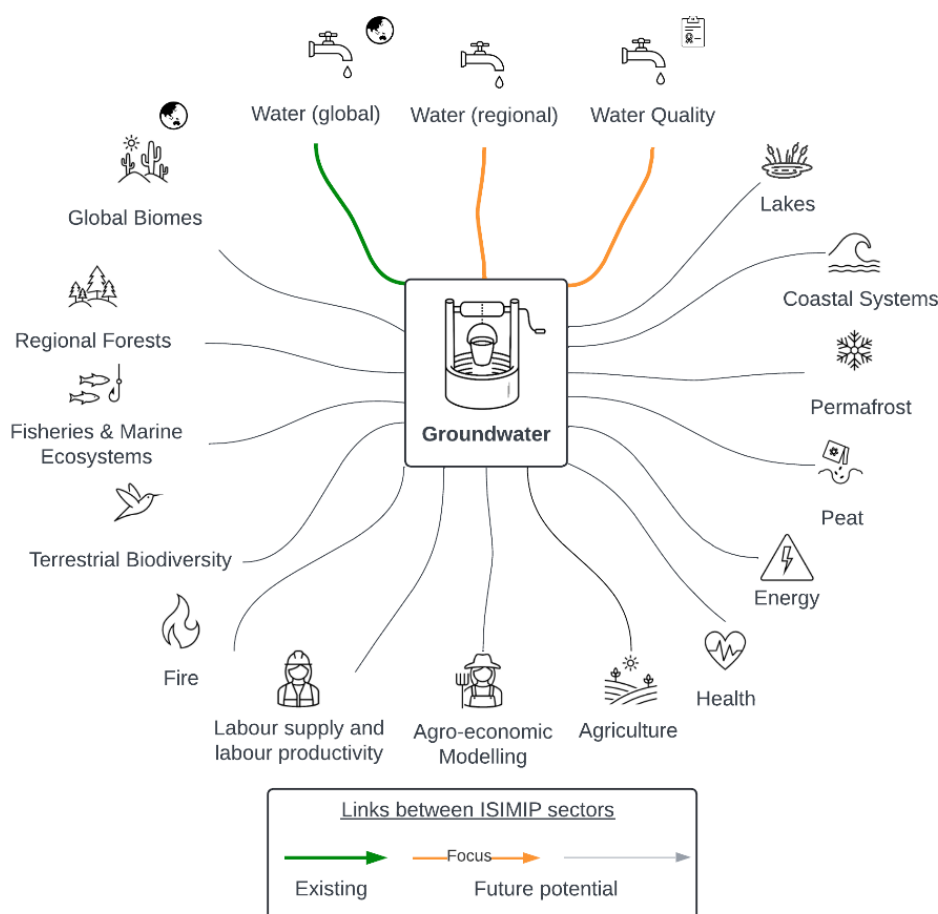 Water (global)
Water (regional)
Water Quality
Global Biomes
Lakes
Coastal Systems
Regional Forests
Permafrost
Fisheries & Marine
Ecosystems
Groundwater
Peat
Terrestrial Biodiversity
Energy
Fire
Health
Labour supply and
labour productivity
Agro-economic
Modelling
Agriculture
Links between ISIMIP sectors
Focus
Existing
Future potential